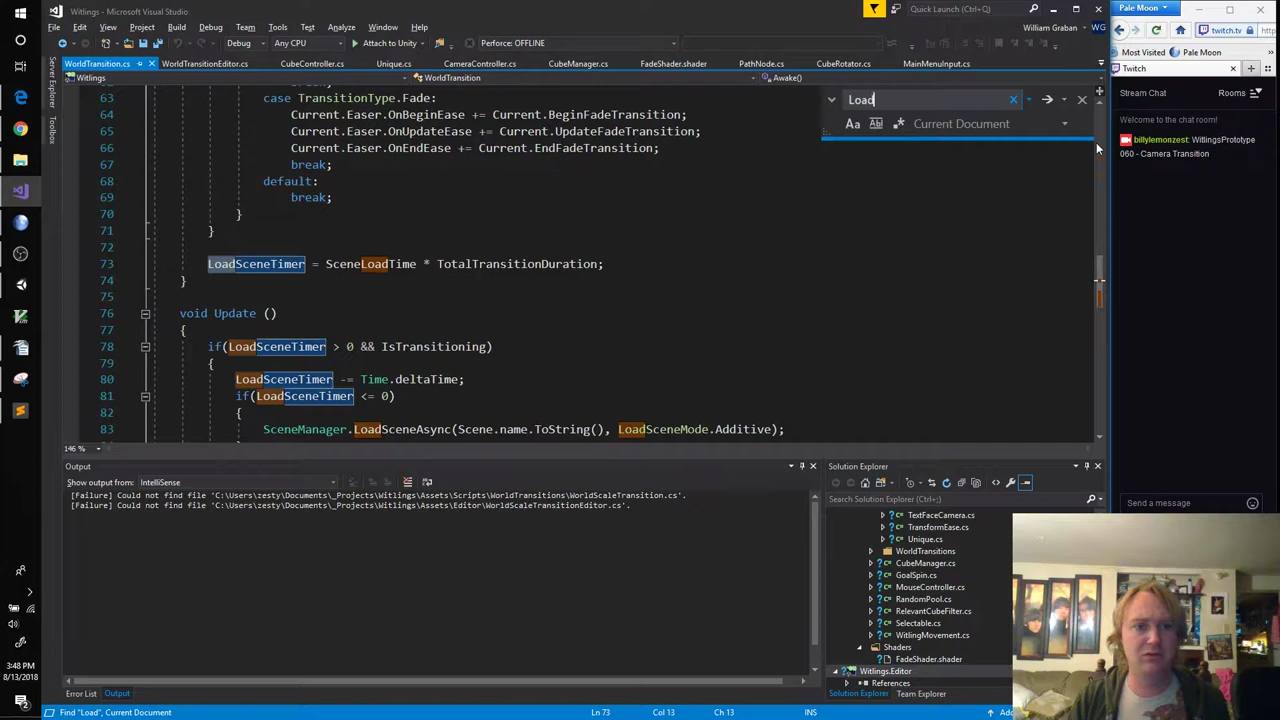 Witlings - Microsoft Visual Studio
Quick Launch (Ctrl+Q)
File Edit View Project Build Debug Team Tools Test Analyze Window Help
William Graban WG
Debug Any CPU Attach to Unity Perforce: OFFLINE
WorldTransition.cs WorldTransitionEditor.cs CubeController.cs Unique.cs CameraController.cs CubeManager.cs FadeShader.shader PathNode.cs CubeRotator.cs MainMenuInput.cs
Witlings WorldTransition Awake()
Server Explorer
Toolbox
Load
Aa Current Document
63 case TransitionType.Fade:
64 Current.Easer.OnBeginEase += Current.BeginFadeTransition;
65 Current.Easer.OnUpdateEase += Current.UpdateFadeTransition;
66 Current.Easer.OnEndEase += Current.EndFadeTransition;
67 break;
68 default:
69 break;
70 }
71 }
72
73 LoadSceneTimer = SceneLoadTime * TotalTransitionDuration;
74 }
75
76 void Update ()
77 {
78 if(LoadSceneTimer > 0 && IsTransitioning)
79 {
80 LoadSceneTimer -= Time.deltaTime;
81 if(LoadSceneTimer <= 0)
82 {
83 SceneManager.LoadSceneAsync(Scene.name.ToString(), LoadSceneMode.Additive);
146 %
Output
Show output from: IntelliSense
[Failure] Could not find file 'C:\Users\zesty\Documents\_Projects\Witlings\Assets\Scripts\WorldTransitions\WorldScaleTransition.cs'.
[Failure] Could not find file 'C:\Users\zesty\Documents\_Projects\Witlings\Assets\Editor\WorldScaleTransitionEditor.cs'.
Error List Output
Solution Explorer
Search Solution Explorer (Ctrl+;)
TextFaceCamera.cs
TransformEase.cs
Unique.cs
WorldTransitions
CubeManager.cs
GoalSpin.cs
MouseController.cs
RandomPool.cs
RelevantCubeFilter.cs
Selectable.cs
WitlingMovement.cs
Shaders
FadeShader.shader
Witlings.Editor
References
Solution Explorer Team Explorer
Find "Load", Current Document Ln 73 Col 13 Ch 13 INS
3:48 PM
8/13/2018
2
Pale Moon
twitch.tv
Most Visited Pale Moon
Twitch
Stream Chat Rooms
Welcome to the chat room!
billylemonzest: WitlingsPrototype
060 - Camera Transition
Send a message